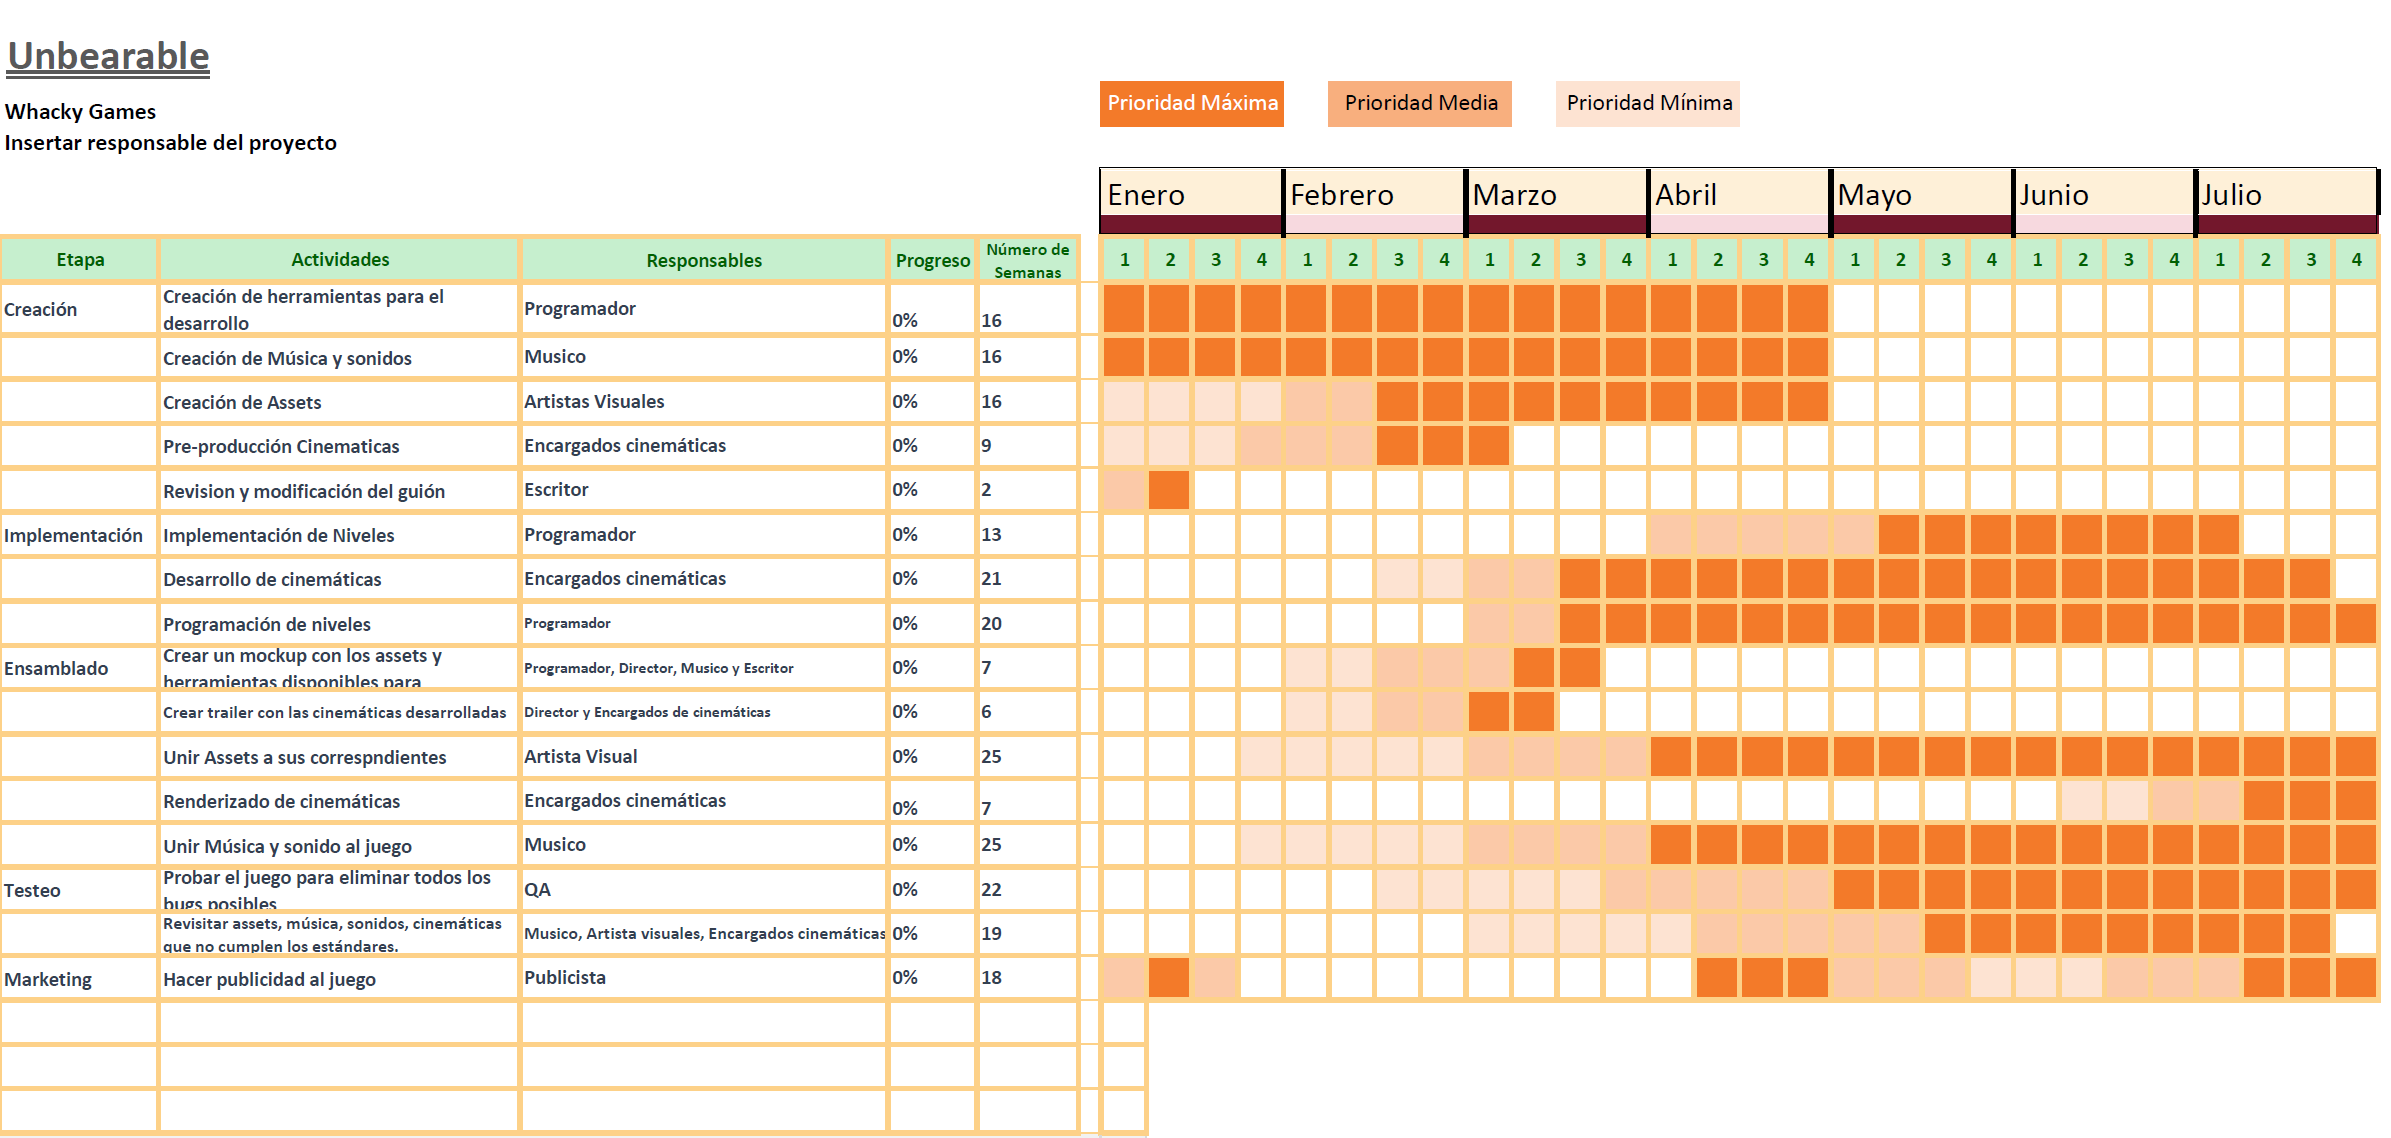 Unbearable
Whacky Games
Insertar responsable del proyecto
Prioridad Máxima Prioridad Media Prioridad Mínima
Enero Febrero Marzo Abril Mayo Junio Julio
Etapa Actividades Responsables Progreso Número de Semanas 1 2 3 4 1 2 3 4 1 2 3 4 1 2 3 4 1 2 3 4 1 2 3 4 1 2 3 4
Creación Creación de herramientas para el desarrollo Programador 0% 16
Creación de Música y sonidos Musico 0% 16
Creación de Assets Artistas Visuales 0% 16
Pre-producción Cinematicas Encargados cinemáticas 0% 9
Revision y modificación del guión Escritor 0% 2
Implementación Implementación de Niveles Programador 0% 13
Desarrollo de cinemáticas Encargados cinemáticas 0% 21
Programación de niveles Programador 0% 20
Ensamblado Crear un mockup con los assets y herramientas disponibles para Programador, Director, Musico y Escritor 0% 7
Crear trailer con las cinemáticas desarrolladas Director y Encargados de cinemáticas 0% 6
Unir Assets a sus correspndientes Artista Visual 0% 25
Renderizado de cinemáticas Encargados cinemáticas 0% 7
Unir Música y sonido al juego Musico 0% 25
Testeo Probar el juego para eliminar todos los bugs posibles QA 0% 22
Revisitar assets, música, sonidos, cinemáticas que no cumplen los estándares. Musico, Artista visuales, Encargados cinemáticas 0% 19
Marketing Hacer publicidad al juego Publicista 0% 18